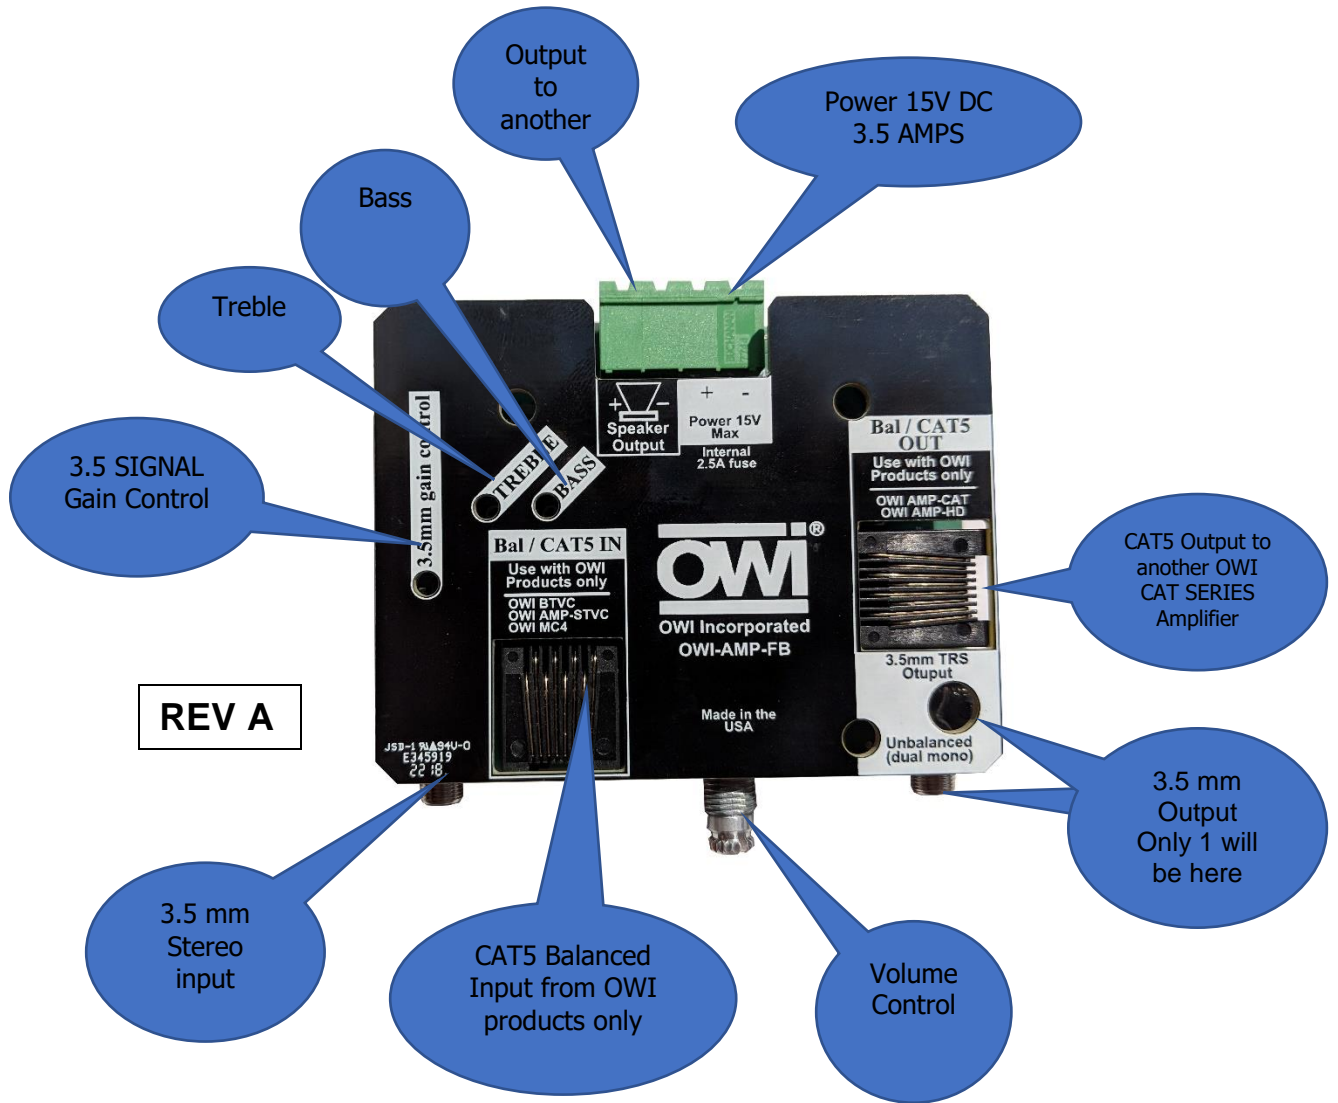 Output
to
another
Power 15V DC
3.5 AMPS
Bass
Treble
3.5 SIGNAL
Gain Control
3.5mm gain control
TREBLE
BASS
+ -
Speaker
Output
+ -
Power 15V
Max
Internal
2.5A fuse
Bal / CAT5
OUT
Use with OWI
Products only
OWI AMP-CAT
OWI AMP-HD
Bal / CAT5 IN
Use with OWI
Products only
OWI BTVC
OWI AMP-STVC
OWI MC4
OWI®
OWI Incorporated
OWI-AMP-FB
CAT5 Output to
another OWI
CAT SERIES
Amplifier
3.5mm TRS
Otuput
Made in the
USA
Unbalanced
(dual mono)
REV A
JSD-1 94V-0
E345919
2218
3.5 mm
Output
Only 1 will
be here
3.5 mm
Stereo
input
CAT5 Balanced
Input from OWI
products only
Volume
Control